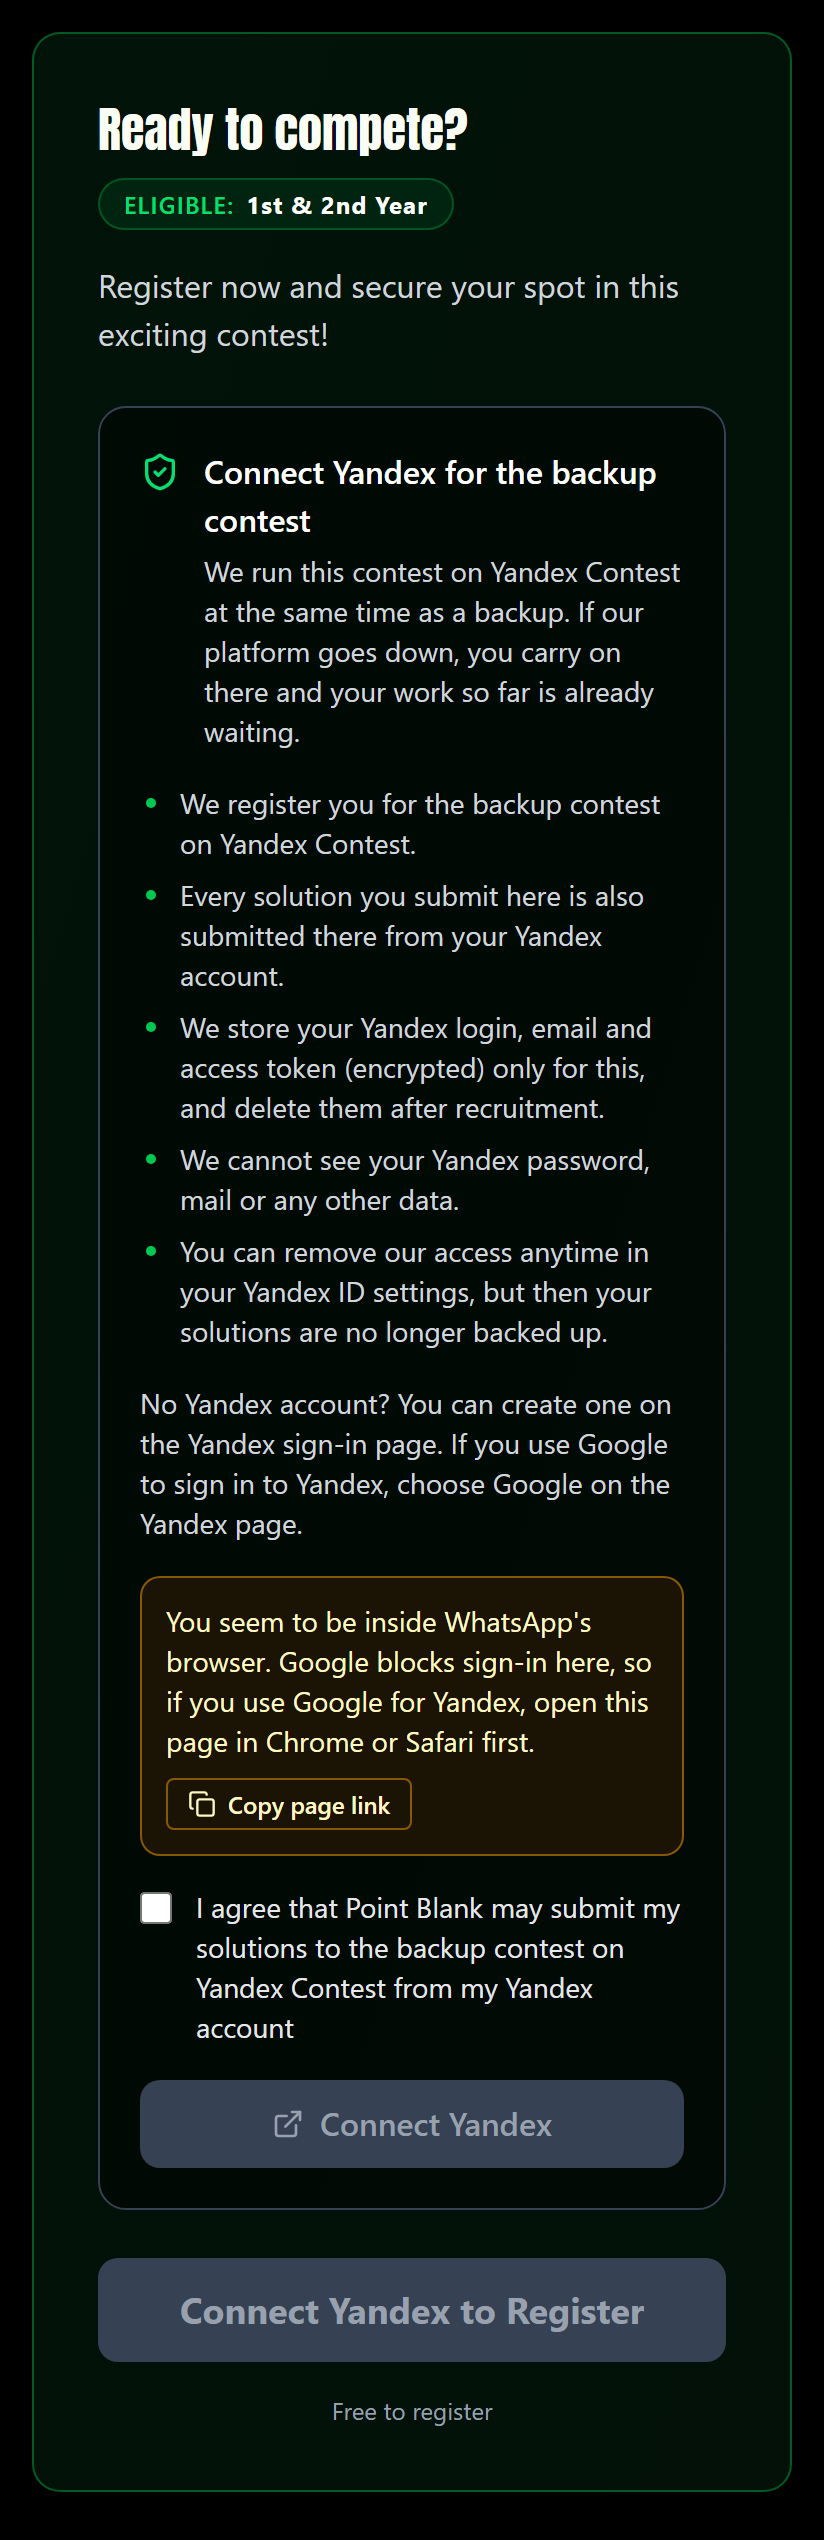 Ready to compete?
ELIGIBLE: 1st & 2nd Year
Register now and secure your spot in this
exciting contest!
Connect Yandex for the backup
contest
We run this contest on Yandex Contest
at the same time as a backup. If our
platform goes down, you carry on
there and your work so far is already
waiting.
We register you for the backup contest
on Yandex Contest.
Every solution you submit here is also
submitted there from your Yandex
account.
We store your Yandex login, email and
access token (encrypted) only for this,
and delete them after recruitment.
We cannot see your Yandex password,
mail or any other data.
You can remove our access anytime in
your Yandex ID settings, but then your
solutions are no longer backed up.
No Yandex account? You can create one on
the Yandex sign-in page. If you use Google
to sign in to Yandex, choose Google on the
Yandex page.
You seem to be inside WhatsApp's
browser. Google blocks sign-in here, so
if you use Google for Yandex, open this
page in Chrome or Safari first.
Copy page link
I agree that Point Blank may submit my
solutions to the backup contest on
Yandex Contest from my Yandex
account
Connect Yandex
Connect Yandex to Register
Free to register